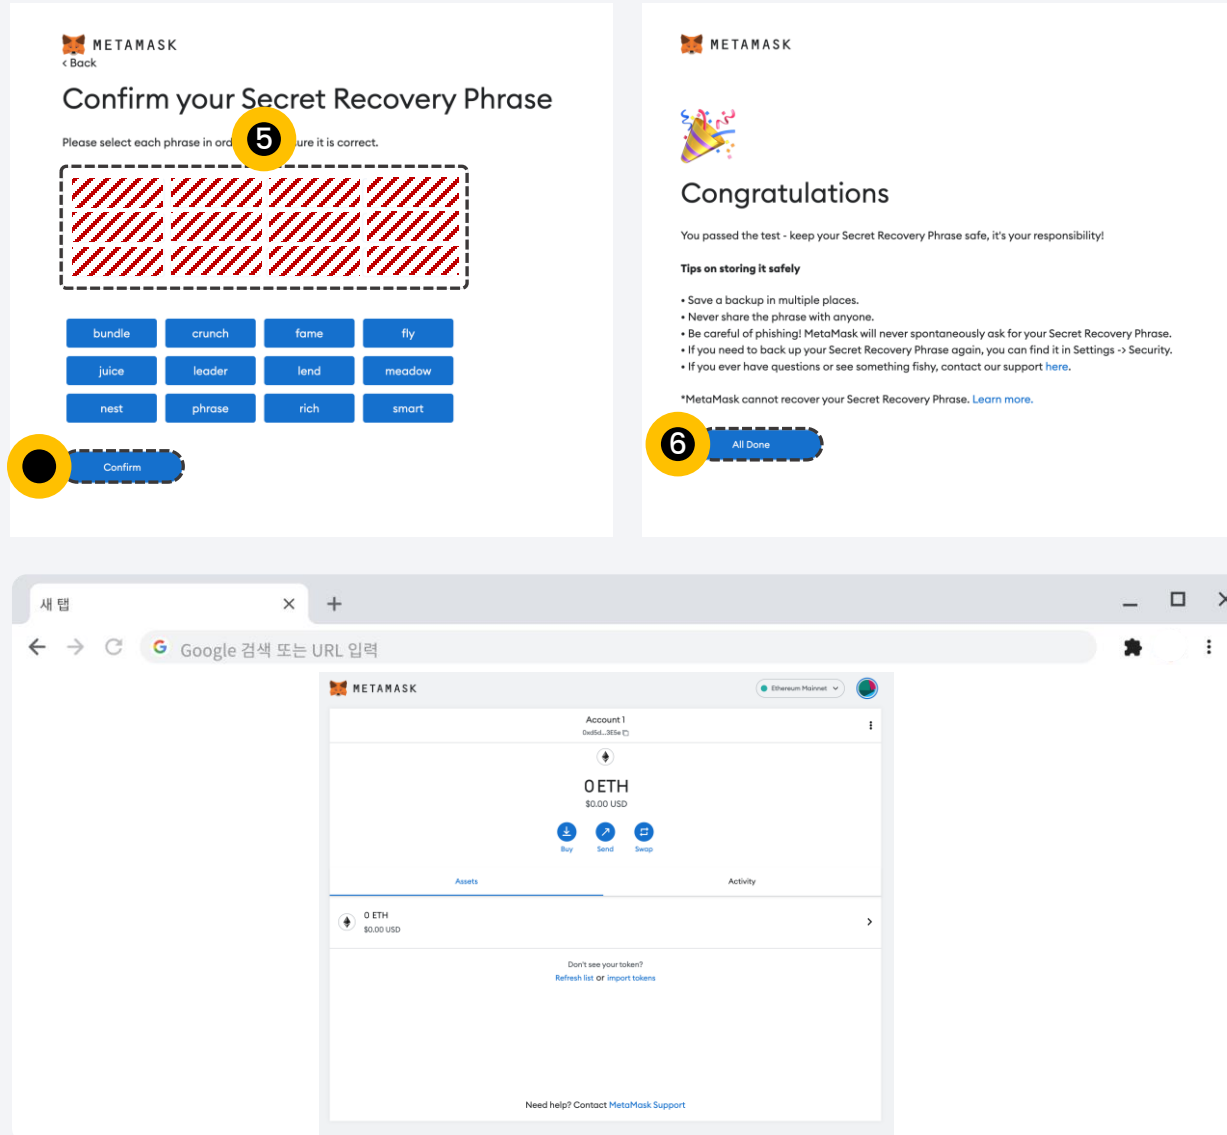 METAMASK
< Back
Confirm your Secret Recovery Phrase
Please select each phrase in ord
5
ure it is correct.
bundle crunch fame fly
juice leader lend meadow
nest phrase rich smart
Confirm
METAMASK
Congratulations
You passed the test - keep your Secret Recovery Phrase safe, it's your responsibility!
Tips on storing it safely
• Save a backup in multiple places.
• Never share the phrase with anyone.
• Be careful of phishing! MetaMask will never spontaneously ask for your Secret Recovery Phrase.
• If you need to back up your Secret Recovery Phrase again, you can find it in Settings -> Security.
• If you ever have questions or see something fishy, contact our support here.
*MetaMask cannot recover your Secret Recovery Phrase. Learn more.
6
All Done
새 탭
G Google 검색 또는 URL 입력
METAMASK
Ethereum Mainnet
Account 1
0xd5d...3E5e
0 ETH
$0.00 USD
Buy Send Swap
Assets Activity
0 ETH
$0.00 USD
Don't see your token?
Refresh list or import tokens
Need help? Contact MetaMask Support